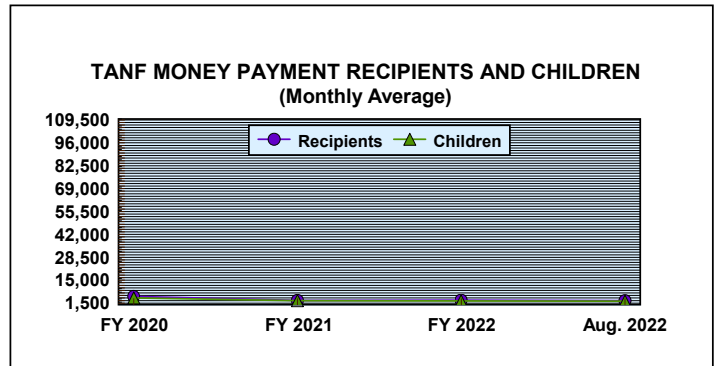 TANF MONEY PAYMENT RECIPIENTS AND CHILDREN
(Monthly Average)
109,500
96,000
82,500
69,000
55,500
42,000
28,500
15,000
1,500
Recipients Children
FY 2020 FY 2021 FY 2022 Aug. 2022